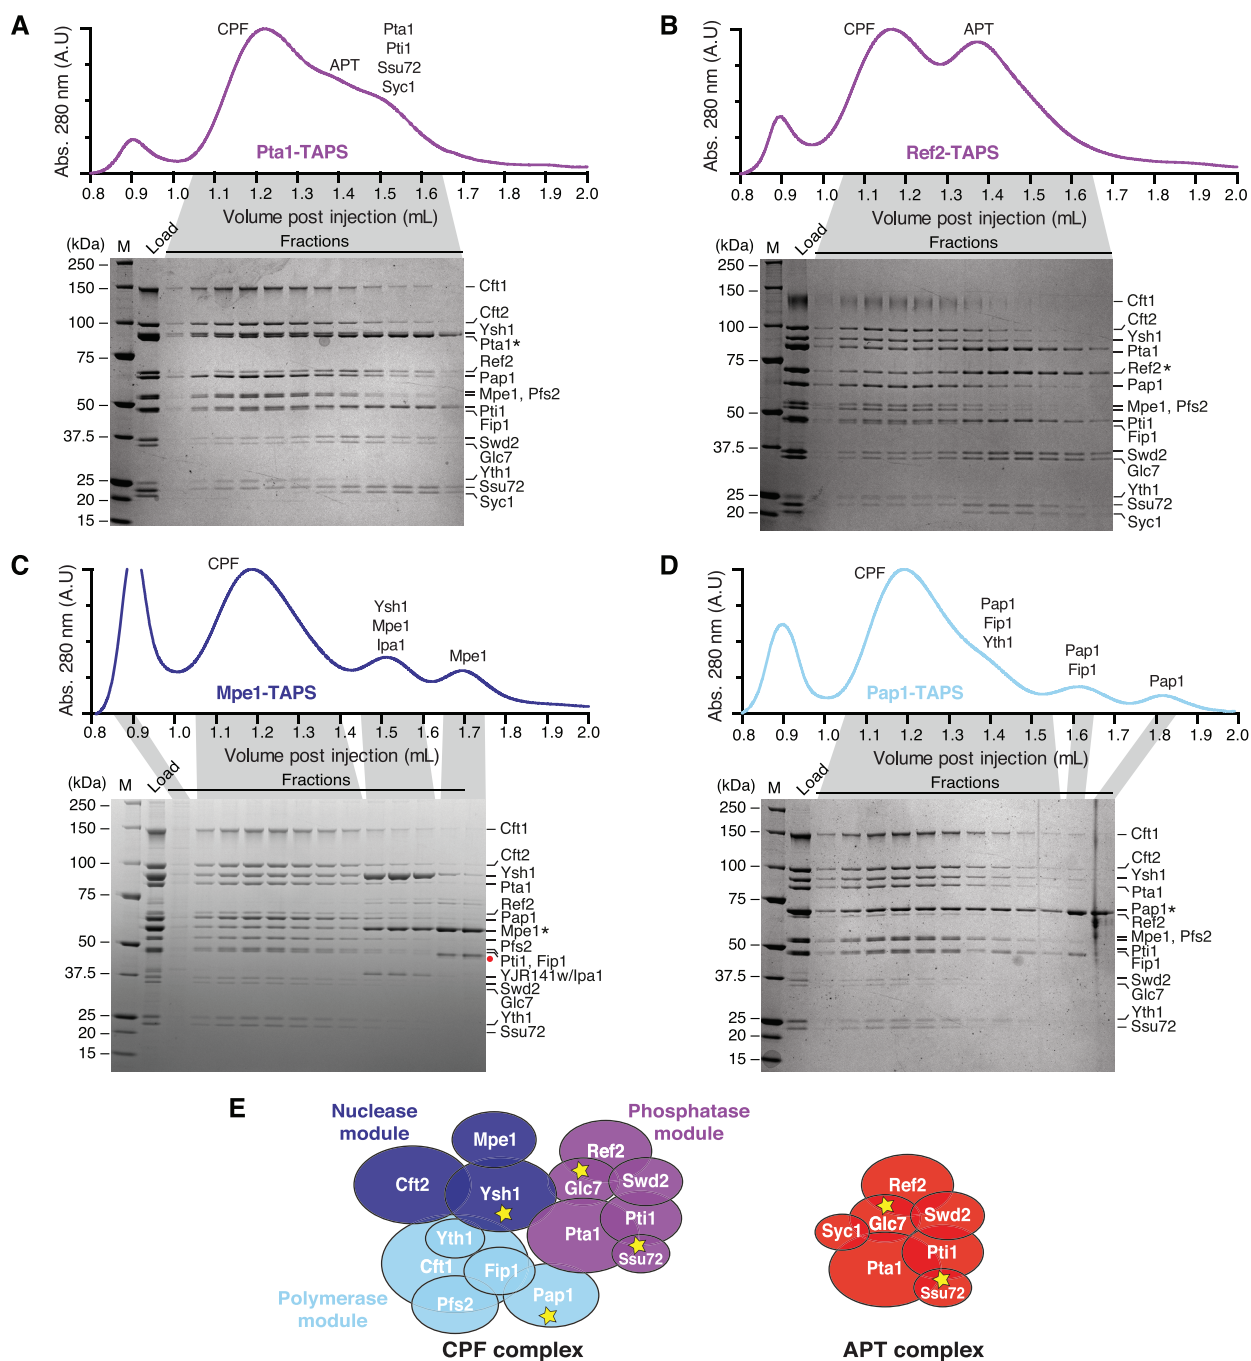 A
Abs. 280 nm (A.U)
CPF
APT
Pta1
Pti1
Ssu72
Syc1
Pta1-TAPS
0.8 0.9 1.0 1.1 1.2 1.3 1.4 1.5 1.6 1.7 1.8 1.9 2.0
Volume post injection (mL)
(kDa) M Load Fractions
250
150
100
75
50
37.5
25
20
15
Cft1
Cft2
Ysh1
Pta1*
Ref2
Pap1
Mpe1, Pfs2
Pti1
Fip1
Swd2
Glc7
Yth1
Ssu72
Syc1
B
Abs. 280 nm (A.U)
CPF
APT
Ref2-TAPS
0.8 0.9 1.0 1.1 1.2 1.3 1.4 1.5 1.6 1.7 1.8 1.9 2.0
Volume post injection (mL)
(kDa) M Load Fractions
250
150
100
75
50
37.5
25
20
Cft1
Cft2
Ysh1
Pta1
Ref2*
Pap1
Mpe1, Pfs2
Pti1
Fip1
Swd2
Glc7
Yth1
Ssu72
Syc1
C
Abs. 280 nm (A.U)
CPF
Ysh1
Mpe1
Ipa1
Mpe1
Mpe1-TAPS
0.8 0.9 1.0 1.1 1.2 1.3 1.4 1.5 1.6 1.7 1.8 1.9 2.0
Volume post injection (mL)
(kDa) M Load Fractions
250
150
100
75
50
37.5
25
20
15
Cft1
Cft2
Ysh1
Pta1
Ref2
Pap1
Mpe1*
Pfs2
Pti1, Fip1
YJR141w/Ipa1
Swd2
Glc7
Yth1
Ssu72
D
Abs. 280 nm (A.U)
CPF
Pap1
Fip1
Yth1
Pap1
Fip1
Pap1
Pap1-TAPS
0.8 0.9 1.0 1.1 1.2 1.3 1.4 1.5 1.6 1.7 1.8 1.9 2.0
Volume post injection (mL)
(kDa) M Load Fractions
250
150
100
75
50
37.5
25
20
15
Cft1
Cft2
Ysh1
Pta1
Pap1*
Ref2
Mpe1, Pfs2
Pti1
Fip1
Swd2
Glc7
Yth1
Ssu72
E
Nuclease
module
Phosphatase
module
Polymerase
module
Mpe1
Cft2
Ysh1
Ref2
Glc7
Swd2
Pta1
Pti1
Ssu72
Yth1
Cft1
Fip1
Pfs2
Pap1
CPF complex
Ref2
Glc7
Swd2
Syc1
Pta1
Pti1
Ssu72
APT complex